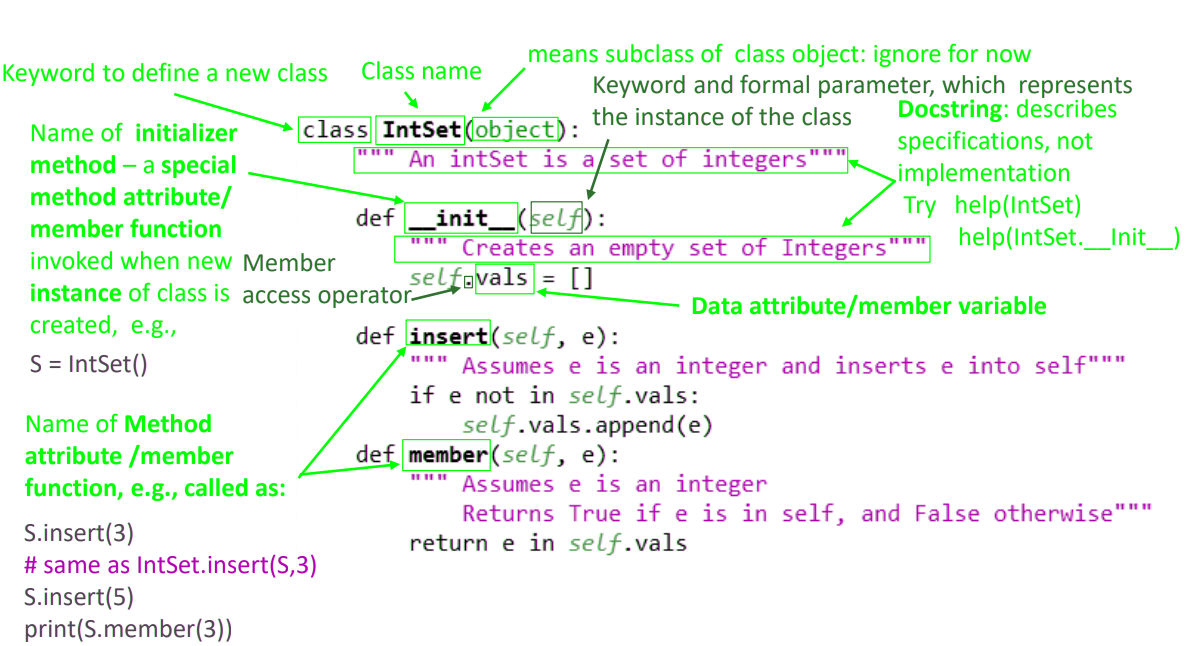 means subclass of  class object: ignore for now
Keyword to define a new class
Class name
Keyword and formal parameter, which  represents
the instance of the class
Docstring: describes
specifications, not
implementation
Try   help(IntSet)
help(IntSet.__Init__)
Name of  initializer
method – a special
method attribute/
member function
invoked when new
instance of class is
created,  e.g.,
S = IntSet()
Member
access operator
Data attribute/member variable
Name of Method
attribute /member
function, e.g., called as:
S.insert(3)
# same as IntSet.insert(S,3)
S.insert(5)
print(S.member(3))
class IntSet(object):
    """ An intSet is a set of integers"""
    def __init__(self):
        """ Creates an empty set of Integers"""
        self.vals = []
    def insert(self, e):
        """ Assumes e is an integer and inserts e into self"""
        if e not in self.vals:
            self.vals.append(e)
    def member(self, e):
        """ Assumes e is an integer
            Returns True if e is in self, and False otherwise"""
        return e in self.vals